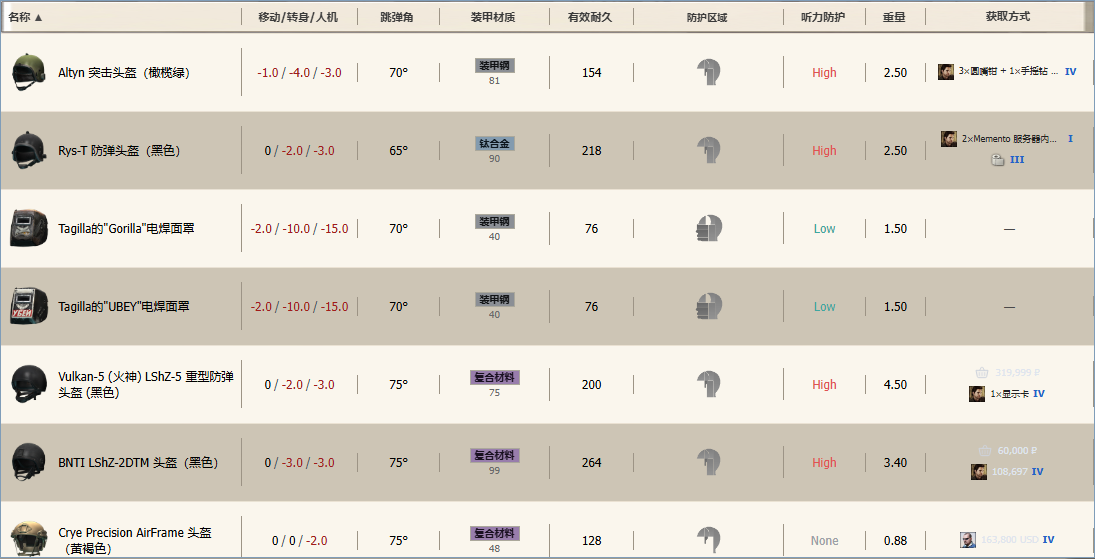 名称 ▲ 移动/转身/人机 跳弹角 装甲材质 有效耐久 防护区域 听力防护 重量 获取方式
Altyn 突击头盔（橄榄绿） -1.0 / -4.0 / -3.0 70° 装甲钢 81 154 High 2.50 3×圆嘴钳 + 1×手摇钻 ... IV
Rys-T 防弹头盔（黑色） 0 / -2.0 / -3.0 65° 钛合金 90 218 High 2.50 2×Memento 服务器内... I
III
Tagilla的"Gorilla"电焊面罩 -2.0 / -10.0 / -15.0 70° 装甲钢 40 76 Low 1.50 —
Tagilla的"UBEY"电焊面罩 -2.0 / -10.0 / -15.0 70° 装甲钢 40 76 Low 1.50 —
УБЕЙ
Vulkan-5 (火神) LShZ-5 重型防弹
头盔 (黑色) 0 / -2.0 / -3.0 75° 复合材料 75 200 High 4.50 319,999 ₽
1×显示卡 IV
BNTI LShZ-2DTM 头盔（黑色） 0 / -3.0 / -3.0 75° 复合材料 99 264 High 3.40 60,000 ₽
108,697 IV
Crye Precision AirFrame 头盔
（黄褐色） 0 / 0 / -2.0 75° 复合材料 48 128 None 0.88 163,800 USD IV